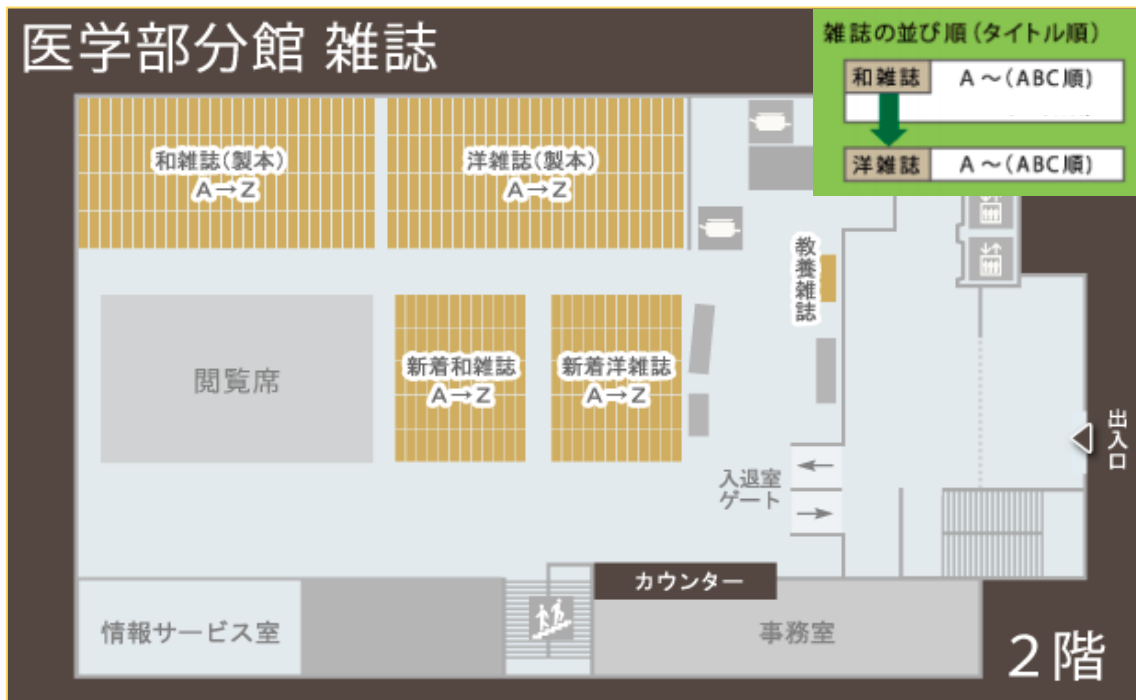 医学部分館 雑誌
雑誌の並び順(タイトル順)
和雑誌 A～(ABC順)
洋雑誌 A～(ABC順)
和雑誌(製本)
A→Z
洋雑誌(製本)
A→Z
教養雑誌
閲覧席
新着和雑誌
A→Z
新着洋雑誌
A→Z
出入口
入退室
ゲート
カウンター
情報サービス室
事務室
2階